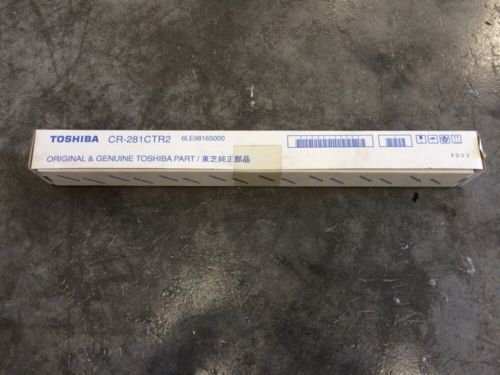 TOSHIBA CR-281CTR2 6LE98165000
ORIGINAL & GENUINE TOSHIBA PART / 東芝純正部品